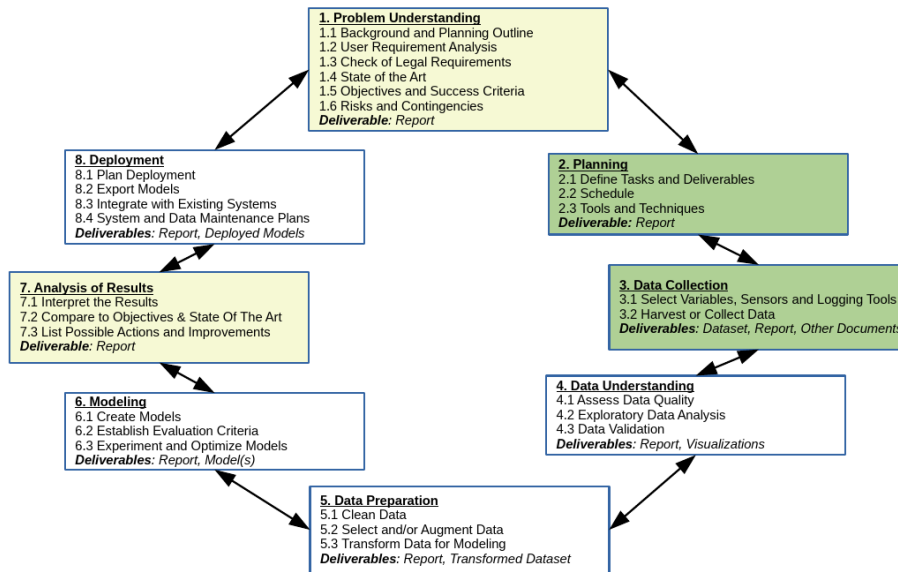 1. Problem Understanding
1.1 Background and Planning Outline
1.2 User Requirement Analysis
1.3 Check of Legal Requirements
1.4 State of the Art
1.5 Objectives and Success Criteria
1.6 Risks and Contingencies
Deliverable: Report
2. Planning
2.1 Define Tasks and Deliverables
2.2 Schedule
2.3 Tools and Techniques
Deliverable: Report
3. Data Collection
3.1 Select Variables, Sensors and Logging Tools
3.2 Harvest or Collect Data
Deliverables: Dataset, Report, Other Documents
4. Data Understanding
4.1 Assess Data Quality
4.2 Exploratory Data Analysis
4.3 Data Validation
Deliverables: Report, Visualizations
5. Data Preparation
5.1 Clean Data
5.2 Select and/or Augment Data
5.3 Transform Data for Modeling
Deliverables: Report, Transformed Dataset
6. Modeling
6.1 Create Models
6.2 Establish Evaluation Criteria
6.3 Experiment and Optimize Models
Deliverables: Report, Model(s)
7. Analysis of Results
7.1 Interpret the Results
7.2 Compare to Objectives & State Of The Art
7.3 List Possible Actions and Improvements
Deliverable: Report
8. Deployment
8.1 Plan Deployment
8.2 Export Models
8.3 Integrate with Existing Systems
8.4 System and Data Maintenance Plans
Deliverables: Report, Deployed Models